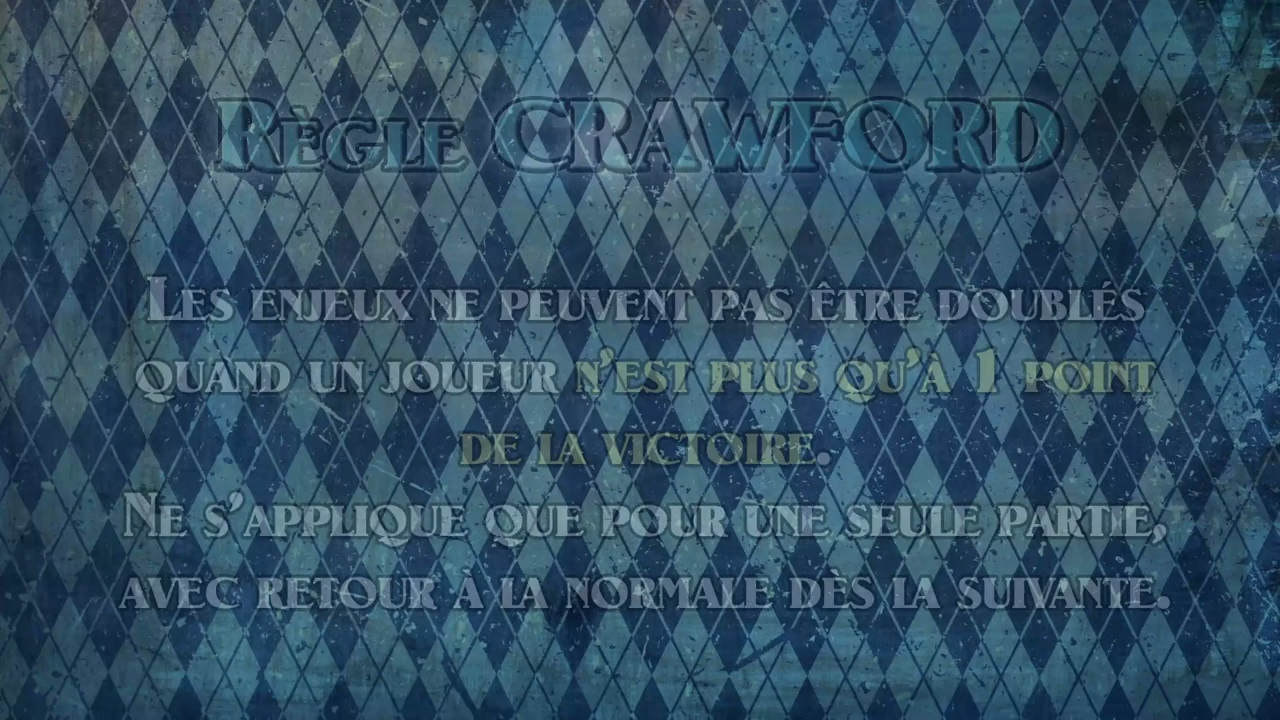 Règle CRAWFORD
Les enjeux ne peuvent pas être doublés
quand un joueur n'est plus qu'à 1 point
de la victoire.
Ne s'applique que pour une seule partie,
avec retour à la normale dès la suivante.